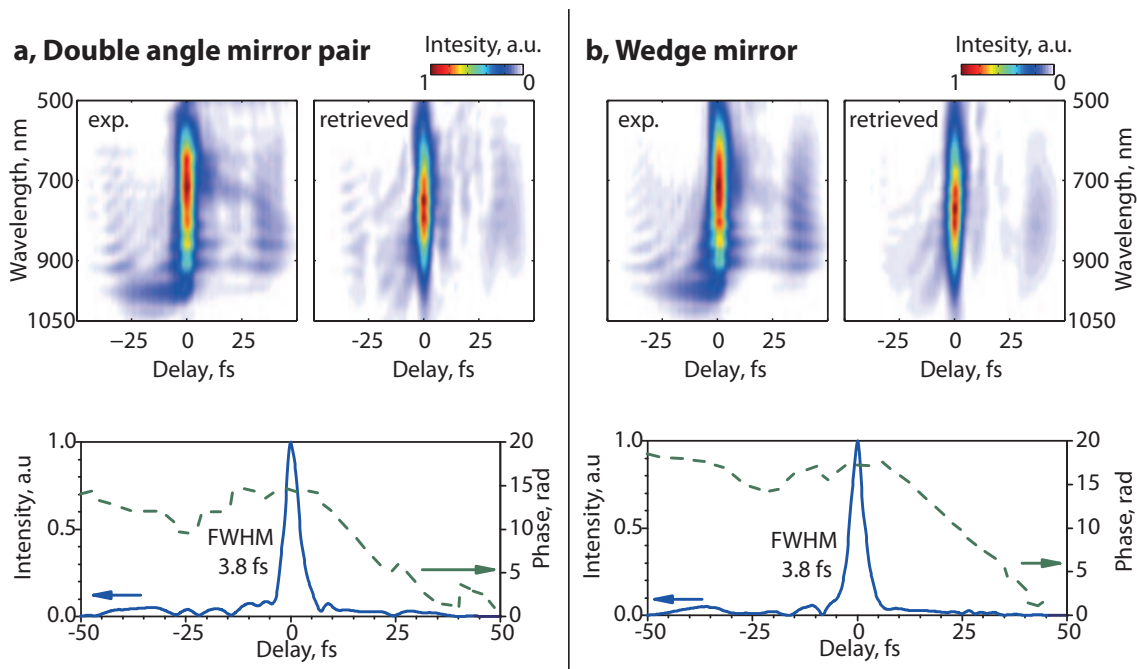 a, Double angle mirror pair
Intesity, a.u.
1 0
exp.
retrieved
Wavelength, nm
500
700
900
1050
−25 0 25
Delay, fs
-25 0 25
Delay, fs
Intensity, a.u
1.0
0.5
0.0
FWHM
3.8 fs
20
15
10
5
0
Phase, rad
-50 -25 0 25 50
Delay, fs
b, Wedge mirror
Intesity, a.u.
1 0
exp.
retrieved
500
700
900
1050
Wavelength, nm
-25 0 25
Delay, fs
-25 0 25
Delay, fs
Intensity, a.u
1.0
0.5
0.0
FWHM
3.8 fs
20
15
10
5
0
Phase, rad
-50 -25 0 25 50
Delay, fs